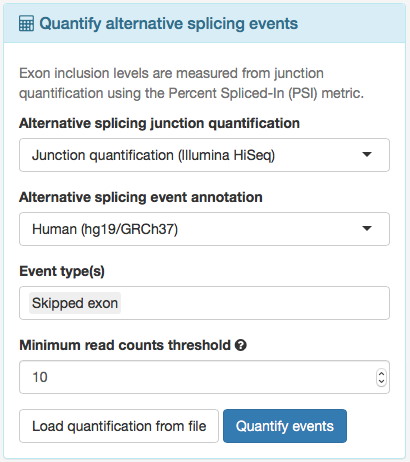 Quantify alternative splicing events
Exon inclusion levels are measured from junction
quantification using the Percent Spliced-In (PSI) metric.
Alternative splicing junction quantification
Junction quantification (Illumina HiSeq)
Alternative splicing event annotation
Human (hg19/GRCh37)
Event type(s)
Skipped exon
Minimum read counts threshold ?
10
Load quantification from file Quantify events